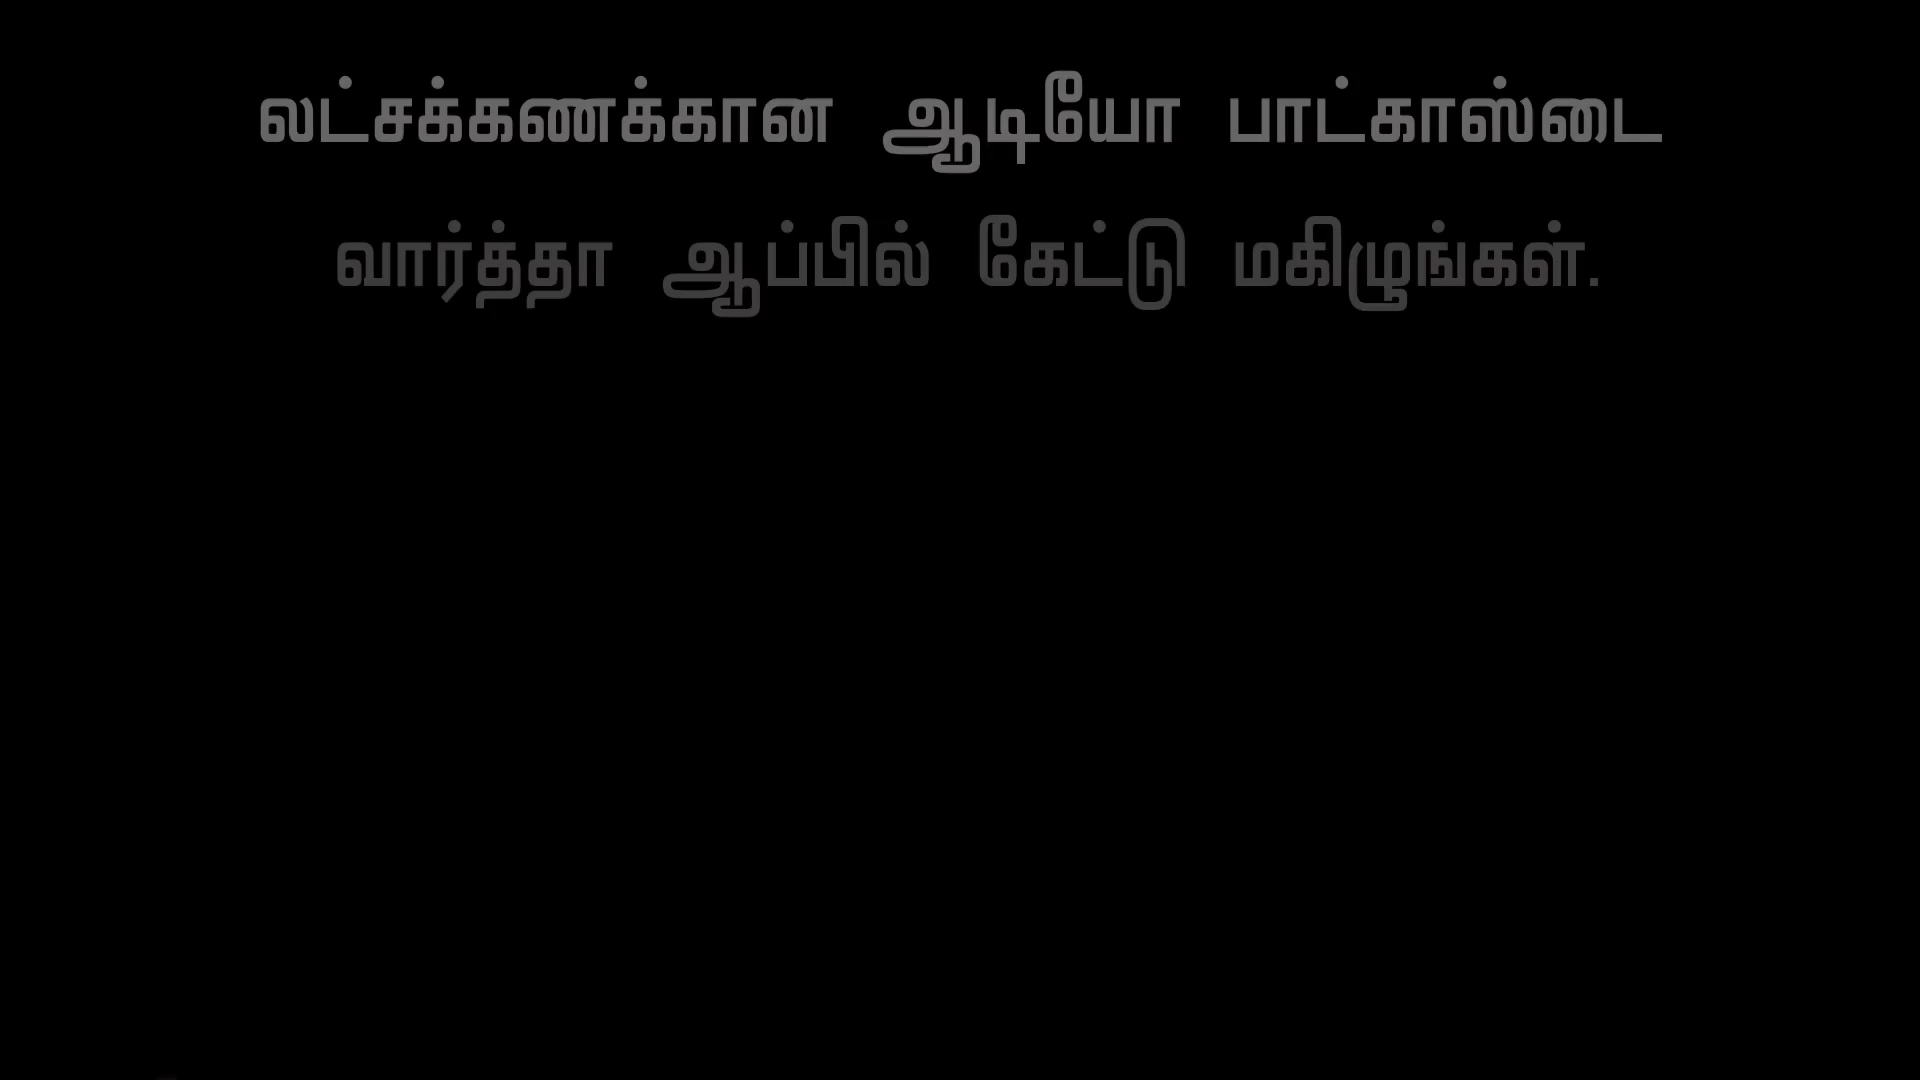 லட்சக்கணக்கான ஆடியோ பாட்காஸ்டை
வார்த்தா ஆப்பில் கேட்டு மகிழுங்கள்.